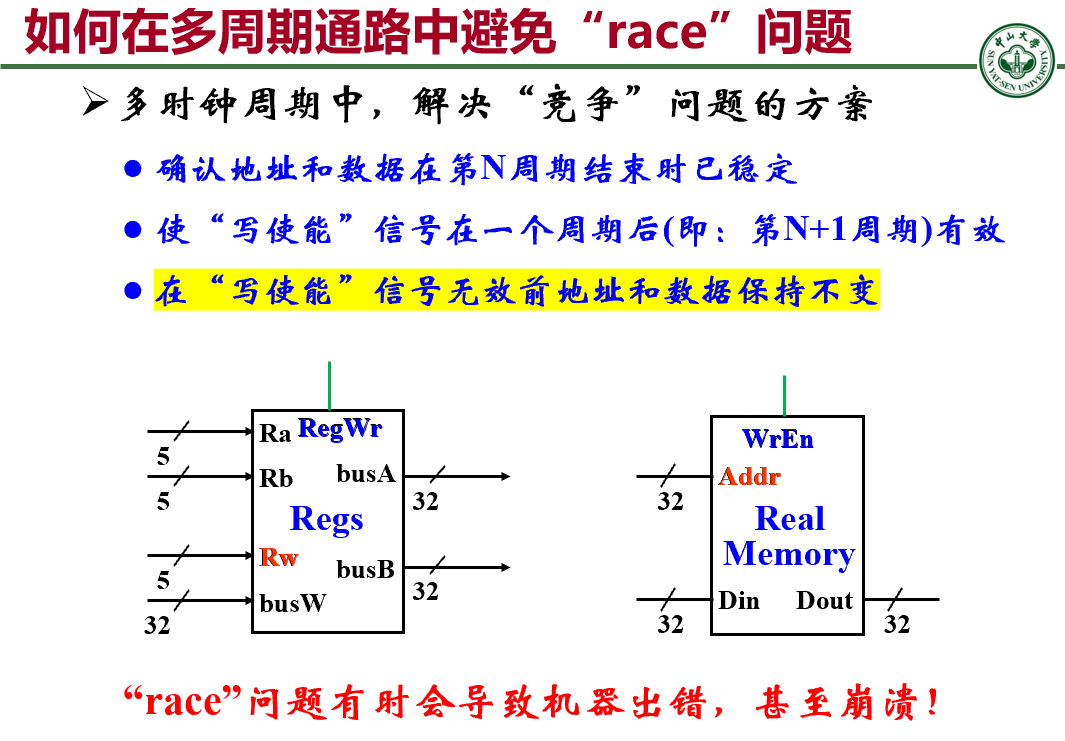 如何在多周期通路中避免“race”问题
中山大学
SUN YAT-SEN UNIVERSITY
多时钟周期中，解决“竞争”问题的方案
确认地址和数据在第N周期结束时已稳定
使“写使能”信号在一个周期后(即：第N+1周期)有效
在“写使能”信号无效前地址和数据保持不变
Ra RegWr
5
Rb busA
5 32
Regs
Rw
5 busB
32
busW
32
WrEn
Addr
32
Real
Memory
Din Dout
32 32
“race”问题有时会导致机器出错，甚至崩溃！